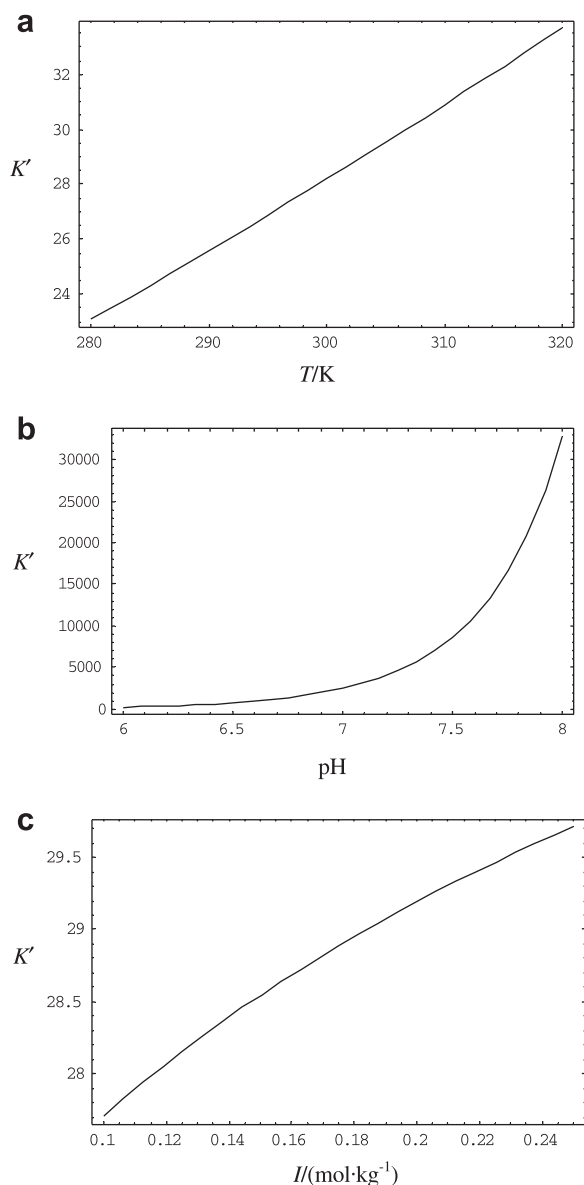 a
32
30
K′
28
26
24
280 290 300 310 320
T/K
b
30000
25000
K′
20000
15000
10000
5000
0
6 6.5 7 7.5 8
pH
c
29.5
29
K′
28.5
28
0.1 0.12 0.14 0.16 0.18 0.2 0.22 0.24
I/(mol·kg⁻¹)